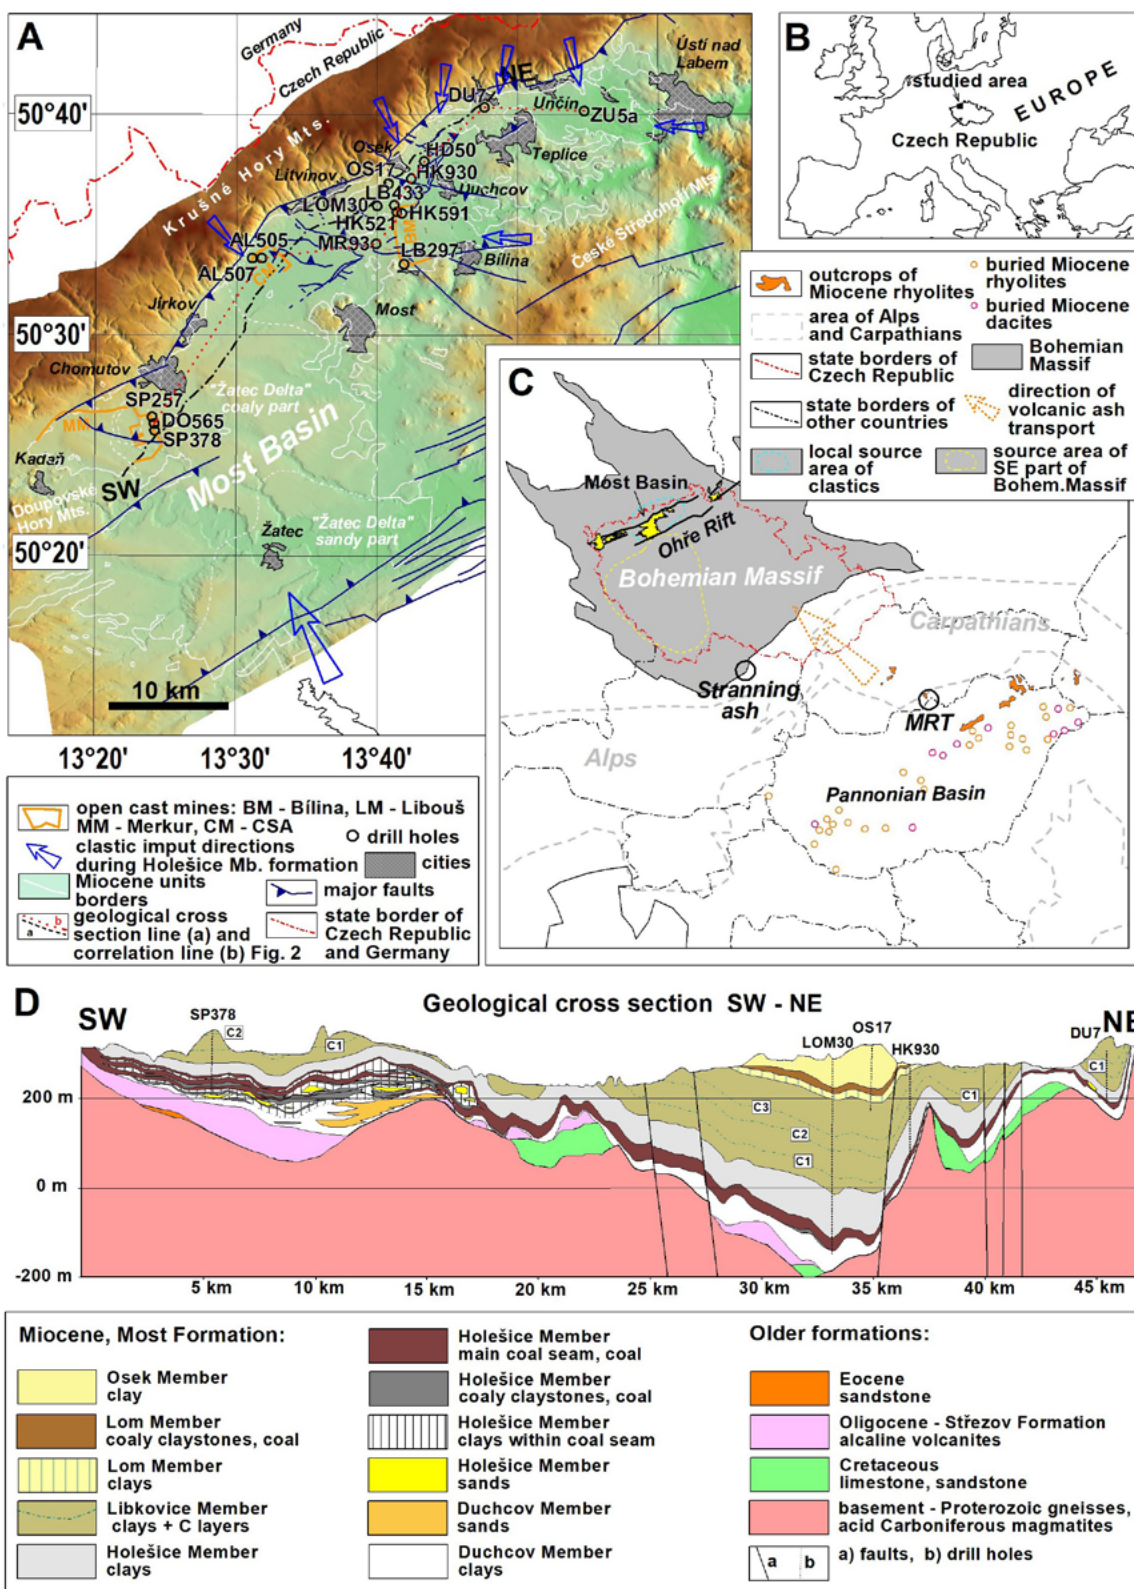 A
Germany
Czech Republic
NE
Ústí nad
Labem
DU7
Unčín
50°40'
ZU5a
Krušné Hory Mts.
Osek
HD50
Teplice
Litvínov
OS17
HK930
LB433
Duchcov
LOM30
HK591
HK521
BM
MR93
LB297
České Středohoří Mts.
AL505
Bílina
AL507
CM
Jirkov
Most
50°30'
Chomutov
"Žatec Delta"
coaly part
SP257
MM
DO565
LM
SP378
Kadaň
Most Basin
SW
Doupovské
Hory Mts.
Žatec
"Žatec Delta"
sandy part
50°20'
10 km
13°20'
13°30'
13°40'
open cast mines: BM - Bílina, LM - Libouš
MM - Merkur, CM - CSA
drill holes
clastic imput directions
during Holešice Mb. formation
cities
Miocene units
borders
major faults
a
b
geological cross
section line (a) and
correlation line (b) Fig. 2
state border of
Czech Republic
and Germany
B
studied area
EUROPE
Czech Republic
outcrops of
Miocene rhyolites
buried Miocene
rhyolites
area of Alps
and Carpathians
buried Miocene
dacites
state borders of
Czech Republic
Bohemian
Massif
state borders of
other countries
direction of
volcanic ash
transport
local source
area of
clastics
source area of
SE part of
Bohem.Massif
C
Most Basin
Ohře Rift
Bohemian Massif
Carpathians
Stranning
ash
MRT
Alps
Pannonian Basin
D
Geological cross section SW - NE
SW
NE
SP378
C2
C1
LOM30
OS17
HK930
DU7
C1
C3
C2
C1
C1
200 m
0 m
-200 m
5 km
10 km
15 km
20 km
25 km
30 km
35 km
40 km
45 km
Miocene, Most Formation:
Osek Member
clay
Lom Member
coaly claystones, coal
Lom Member
clays
Libkovice Member
clays + C layers
Holešice Member
clays
Holešice Member
main coal seam, coal
Holešice Member
coaly claystones, coal
Holešice Member
clays within coal seam
Holešice Member
sands
Duchcov Member
sands
Duchcov Member
clays
Older formations:
Eocene
sandstone
Oligocene - Střezov Formation
alcaline volcanites
Cretaceous
limestone, sandstone
basement - Proterozoic gneisses,
acid Carboniferous magmatites
a
b
a) faults, b) drill holes